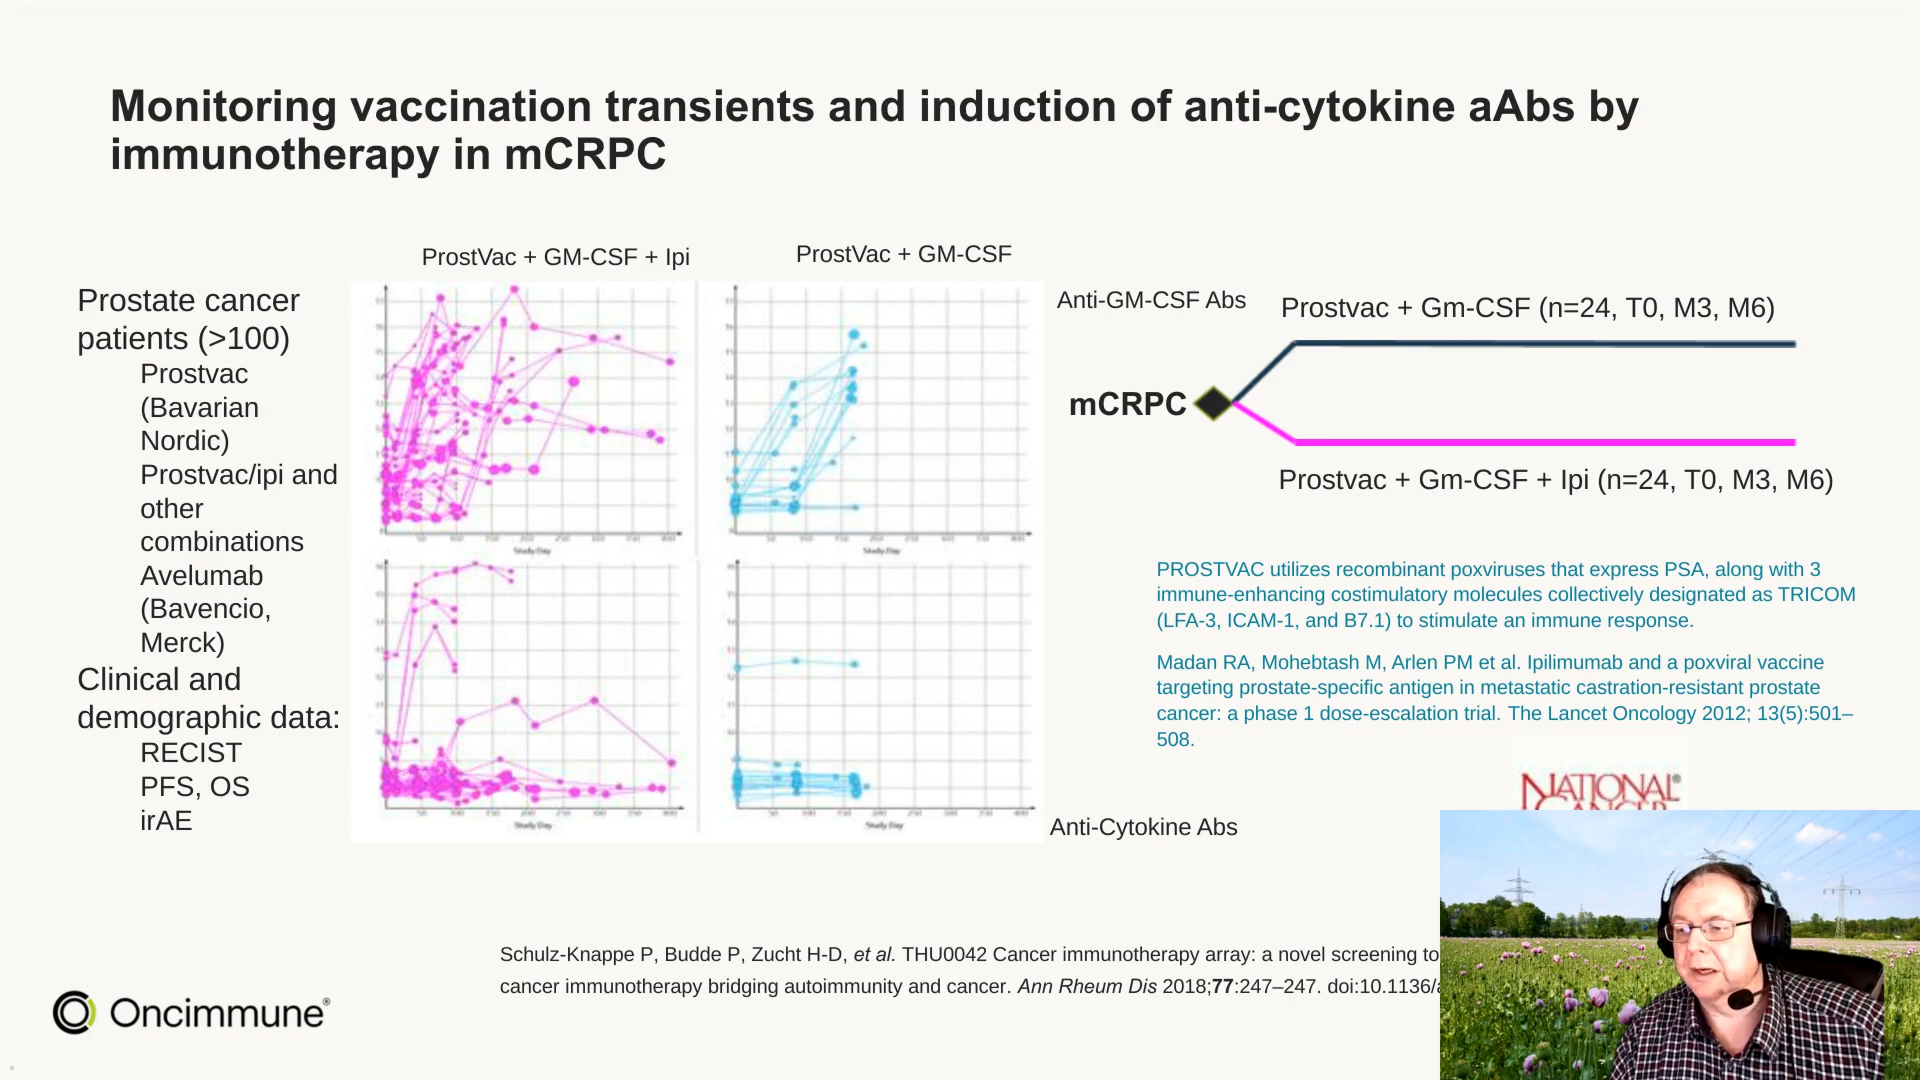 Monitoring vaccination transients and induction of anti-cytokine aAbs by
immunotherapy in mCRPC
ProstVac + GM-CSF + Ipi
ProstVac + GM-CSF
Prostate cancer
patients (>100)
Prostvac
(Bavarian
Nordic)
Prostvac/ipi and
other
combinations
Avelumab
(Bavencio,
Merck)
Clinical and
demographic data:
RECIST
PFS, OS
irAE
Study Day
Study Day
Study Day
Study Day
Anti-GM-CSF Abs
Anti-Cytokine Abs
Prostvac + Gm-CSF (n=24, T0, M3, M6)
mCRPC
Prostvac + Gm-CSF + Ipi (n=24, T0, M3, M6)
PROSTVAC utilizes recombinant poxviruses that express PSA, along with 3
immune-enhancing costimulatory molecules collectively designated as TRICOM
(LFA-3, ICAM-1, and B7.1) to stimulate an immune response.
Madan RA, Mohebtash M, Arlen PM et al. Ipilimumab and a poxviral vaccine
targeting prostate-specific antigen in metastatic castration-resistant prostate
cancer: a phase 1 dose-escalation trial. The Lancet Oncology 2012; 13(5):501–
508.
NATIONAL®
CANCER
Schulz-Knappe P, Budde P, Zucht H-D, et al. THU0042 Cancer immunotherapy array: a novel screening to
cancer immunotherapy bridging autoimmunity and cancer. Ann Rheum Dis 2018;77:247–247. doi:10.1136/
Oncimmune®